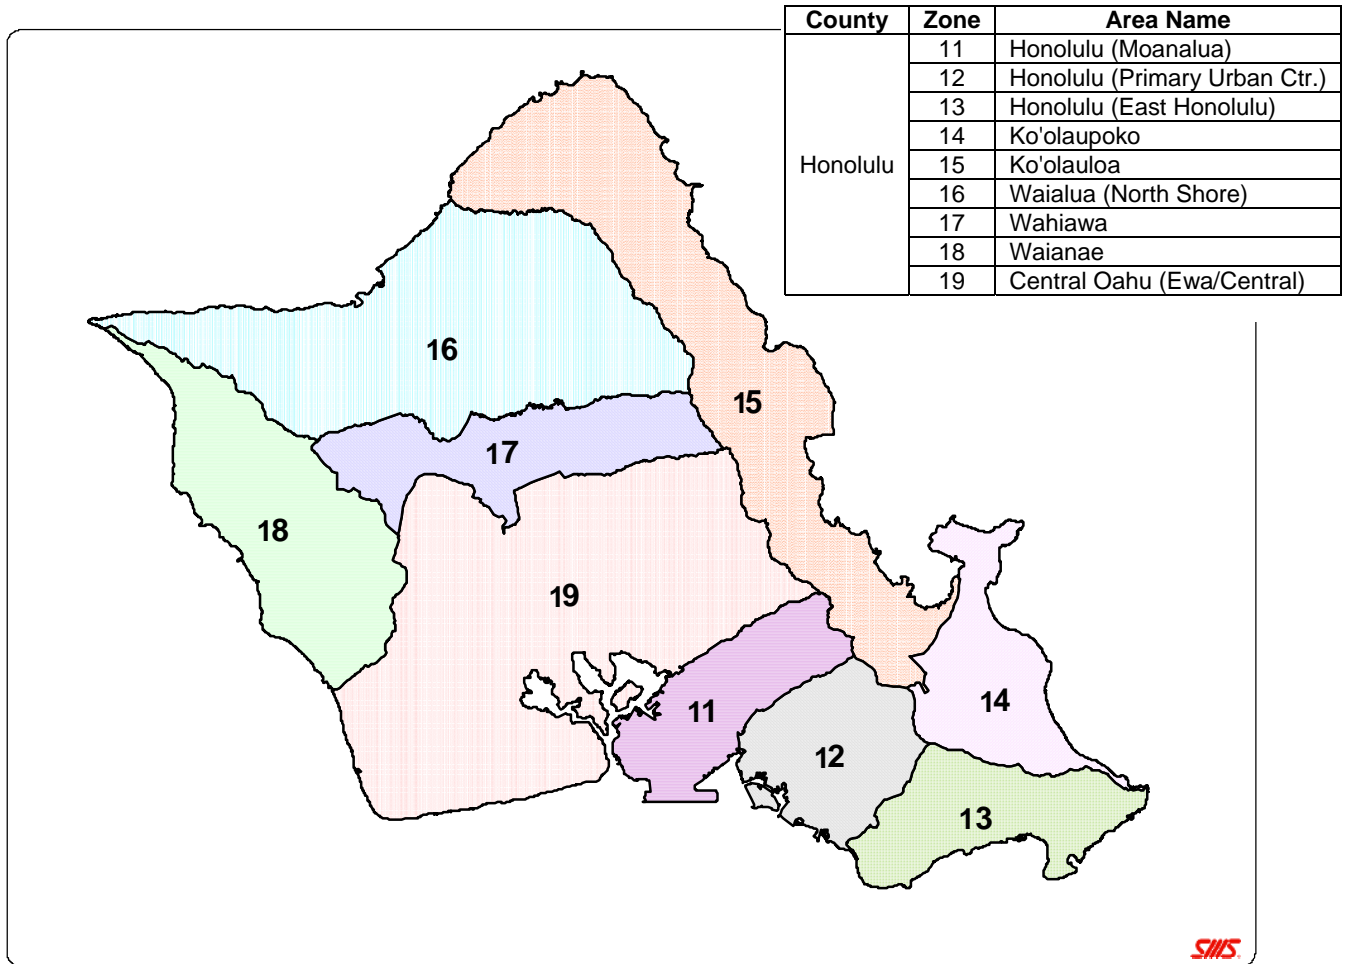 County Zone Area Name
Honolulu
11 Honolulu (Moanalua)
12 Honolulu (Primary Urban Ctr.)
13 Honolulu (East Honolulu)
14 Ko'olaupoko
15 Ko'olauloa
16 Waialua (North Shore)
17 Wahiawa
18 Waianae
19 Central Oahu (Ewa/Central)
16
15
17
18
19
14
11
12
13
SMS